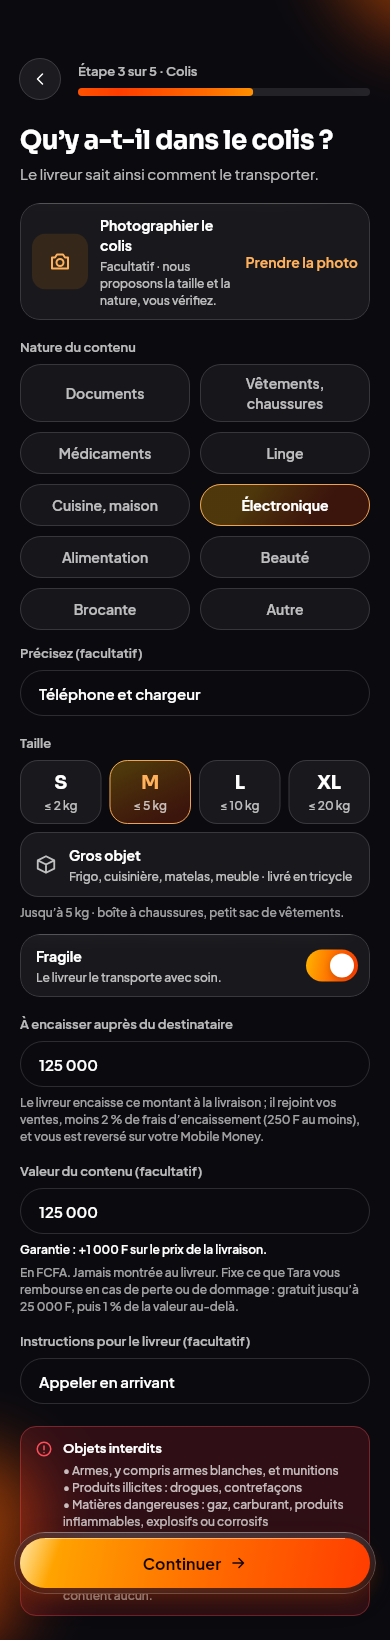 Étape 3 sur 5 · Colis
Qu’y a-t-il dans le colis ?
Le livreur sait ainsi comment le transporter.
Photographier le
colis
Facultatif · nous
proposons la taille et la
nature, vous vérifiez.
Prendre la photo
Nature du contenu
Documents
Vêtements,
chaussures
Médicaments
Linge
Cuisine, maison
Électronique
Alimentation
Beauté
Brocante
Autre
Précisez (facultatif)
Téléphone et chargeur
Taille
S
≤ 2 kg
M
≤ 5 kg
L
≤ 10 kg
XL
≤ 20 kg
Gros objet
Frigo, cuisinière, matelas, meuble · livré en tricycle
Jusqu’à 5 kg · boîte à chaussures, petit sac de vêtements.
Fragile
Le livreur le transporte avec soin.
À encaisser auprès du destinataire
125 000
Le livreur encaisse ce montant à la livraison ; il rejoint vos
ventes, moins 2 % de frais d’encaissement (250 F au moins),
et vous est reversé sur votre Mobile Money.
Valeur du contenu (facultatif)
125 000
Garantie : +1 000 F sur le prix de la livraison.
En FCFA. Jamais montrée au livreur. Fixe ce que Tara vous
rembourse en cas de perte ou de dommage : gratuit jusqu’à
25 000 F, puis 1 % de la valeur au-delà.
Instructions pour le livreur (facultatif)
Appeler en arrivant
Objets interdits
• Armes, y compris armes blanches, et munitions
• Produits illicites : drogues, contrefaçons
• Matières dangereuses : gaz, carburant, produits
inflammables, explosifs ou corrosifs
Continuer →
contient aucun.